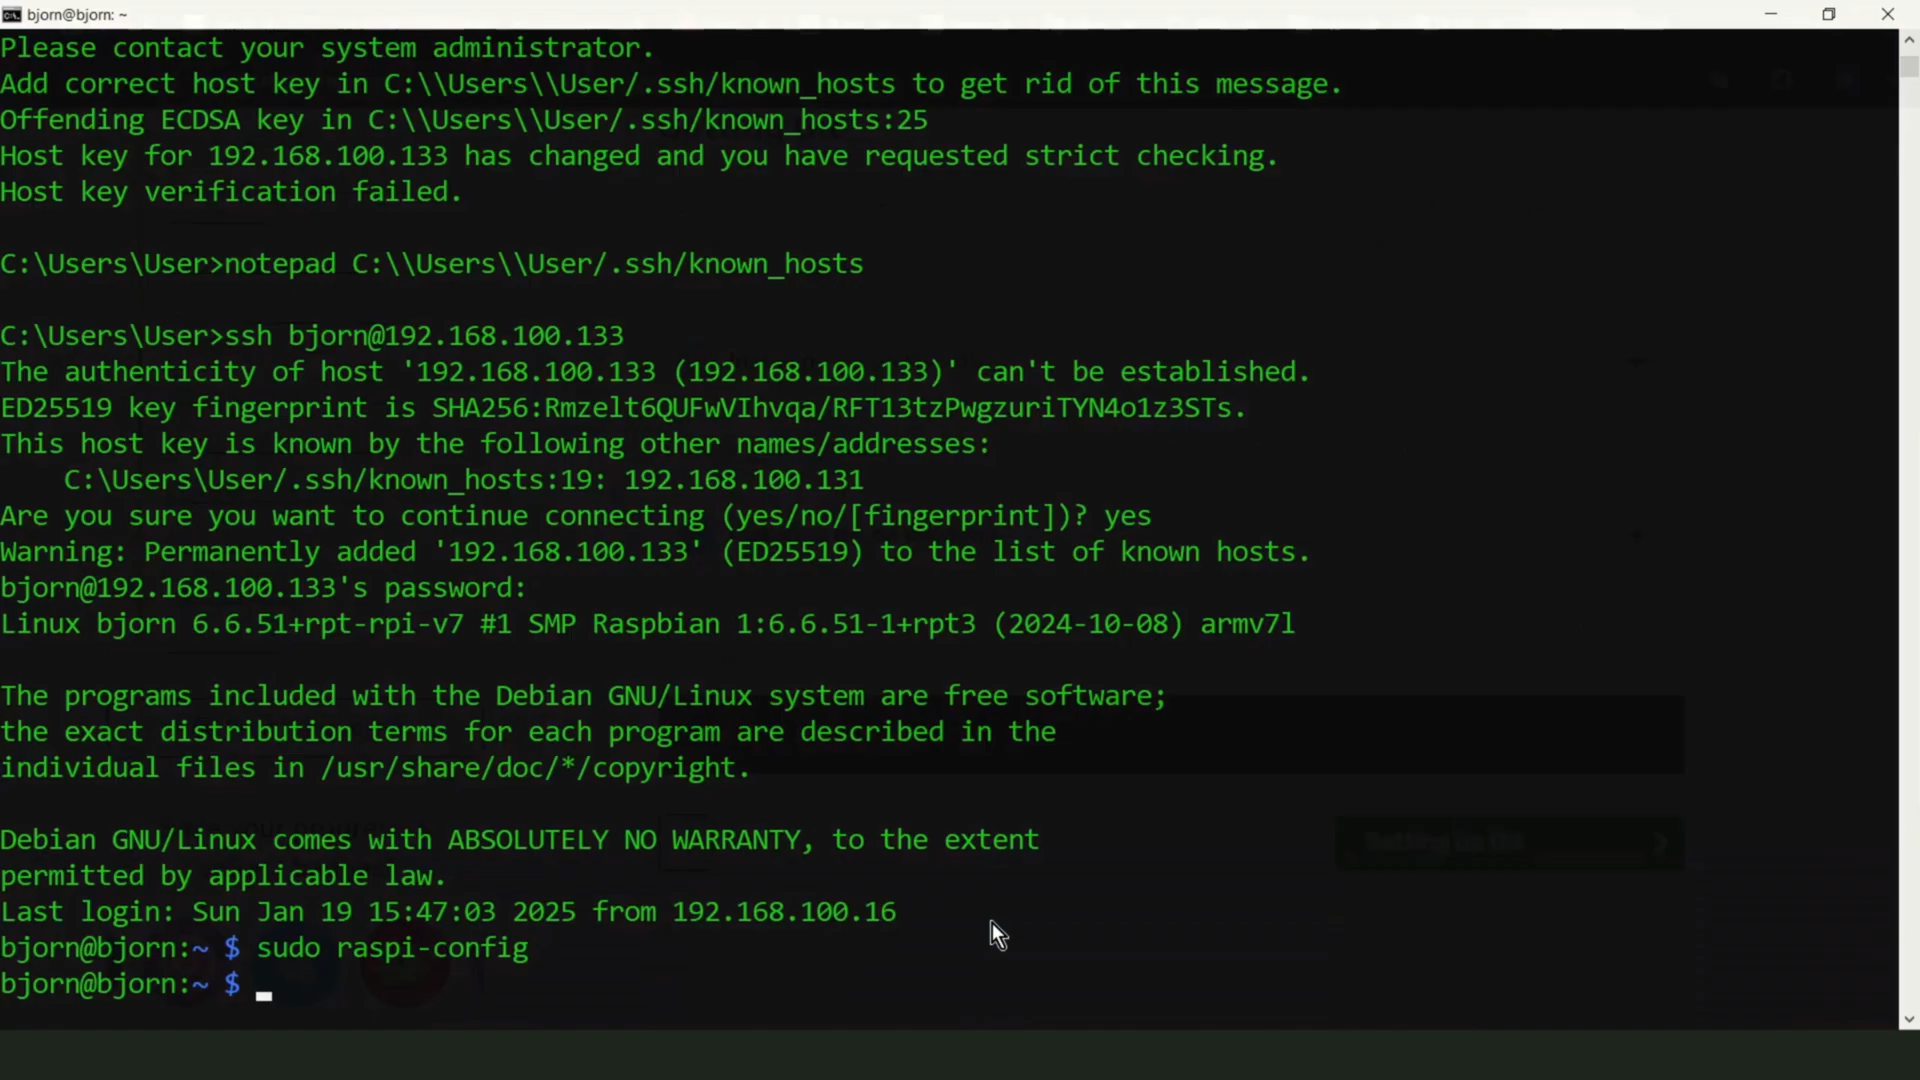 bjorn@bjorn: ~
Please contact your system administrator.
Add correct host key in C:\\Users\\User/.ssh/known_hosts to get rid of this message.
Offending ECDSA key in C:\\Users\\User/.ssh/known_hosts:25
Host key for 192.168.100.133 has changed and you have requested strict checking.
Host key verification failed.
C:\Users\User>notepad C:\\Users\\User/.ssh/known_hosts
C:\Users\User>ssh bjorn@192.168.100.133
The authenticity of host '192.168.100.133 (192.168.100.133)' can't be established.
ED25519 key fingerprint is SHA256:Rmzelt6QUFwVIhvqa/RFT13tzPwgzuriTYN4o1z3STs.
This host key is known by the following other names/addresses:
C:\Users\User/.ssh/known_hosts:19: 192.168.100.131
Are you sure you want to continue connecting (yes/no/[fingerprint])? yes
Warning: Permanently added '192.168.100.133' (ED25519) to the list of known hosts.
bjorn@192.168.100.133's password:
Linux bjorn 6.6.51+rpt-rpi-v7 #1 SMP Raspbian 1:6.6.51-1+rpt3 (2024-10-08) armv7l
The programs included with the Debian GNU/Linux system are free software;
the exact distribution terms for each program are described in the
individual files in /usr/share/doc/*/copyright.
Debian GNU/Linux comes with ABSOLUTELY NO WARRANTY, to the extent
permitted by applicable law.
Last login: Sun Jan 19 15:47:03 2025 from 192.168.100.16
bjorn@bjorn:~ $ sudo raspi-config
bjorn@bjorn:~ $